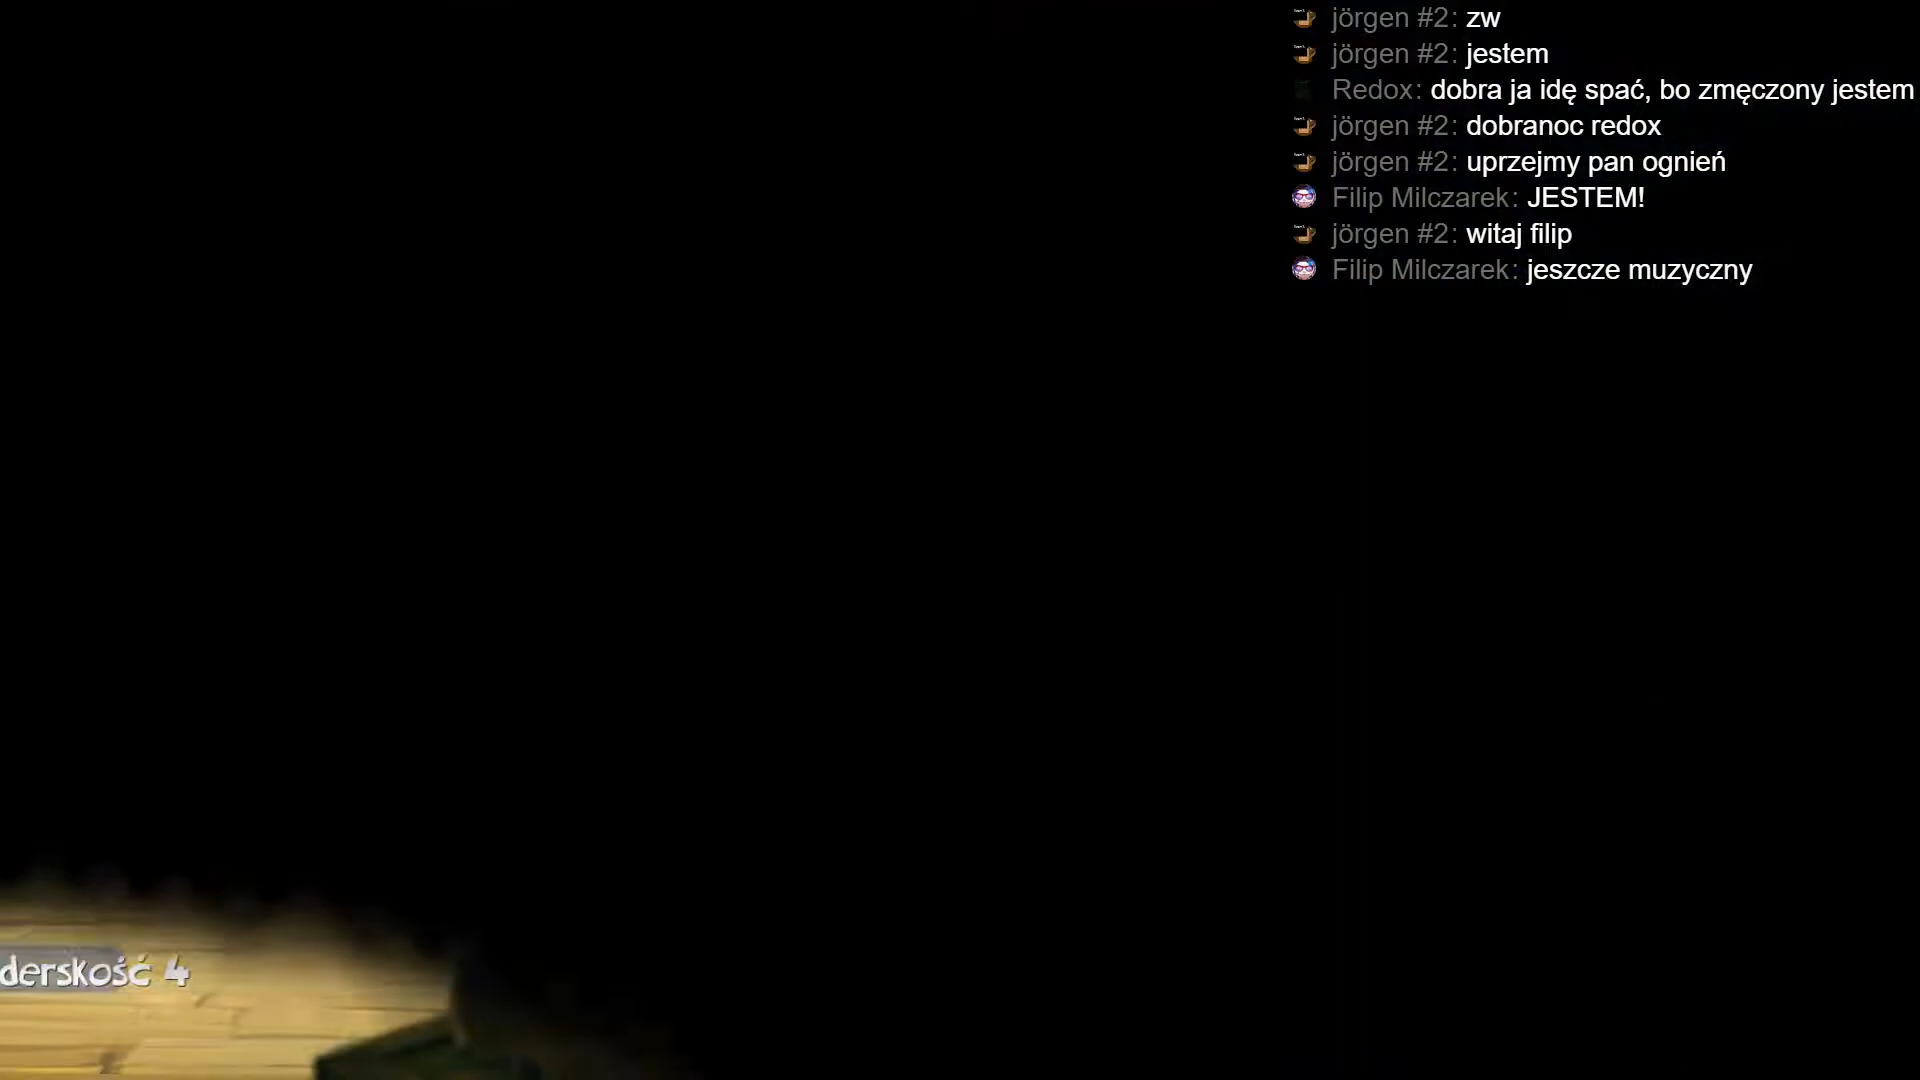 jörgen #2: zw
jörgen #2: jestem
Redox: dobra ja idę spać, bo zmęczony jestem
jörgen #2: dobranoc redox
jörgen #2: uprzejmy pan ognień
Filip Milczarek: JESTEM!
jörgen #2: witaj filip
Filip Milczarek: jeszcze muzyczny
derskość 4